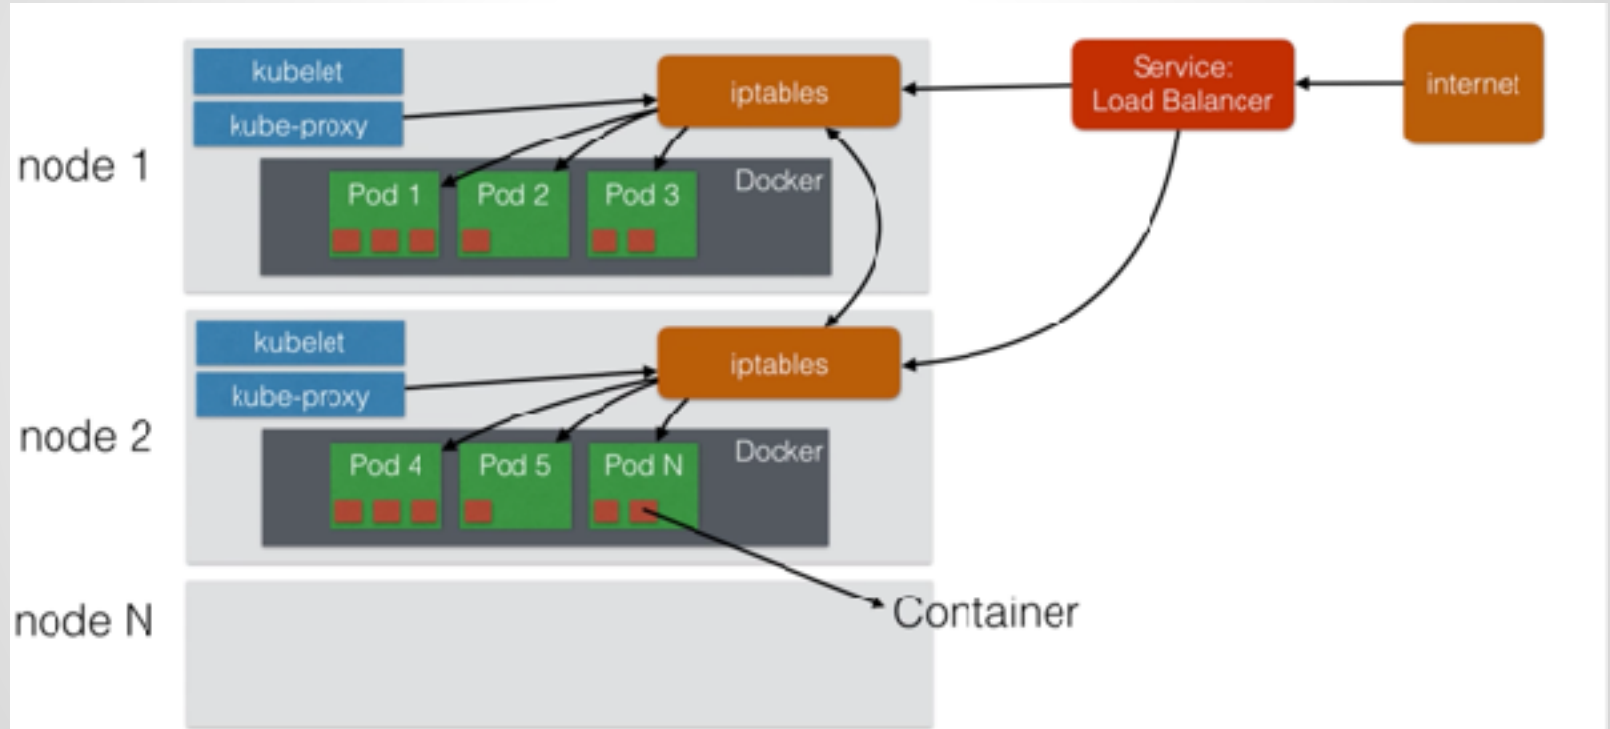 kubelet
kube-proxy
iptables
Service:
Load Balancer
internet
node 1
Pod 1
Pod 2
Pod 3
Docker
kubelet
kube-proxy
iptables
node 2
Pod 4
Pod 5
Pod N
Docker
node N
Container